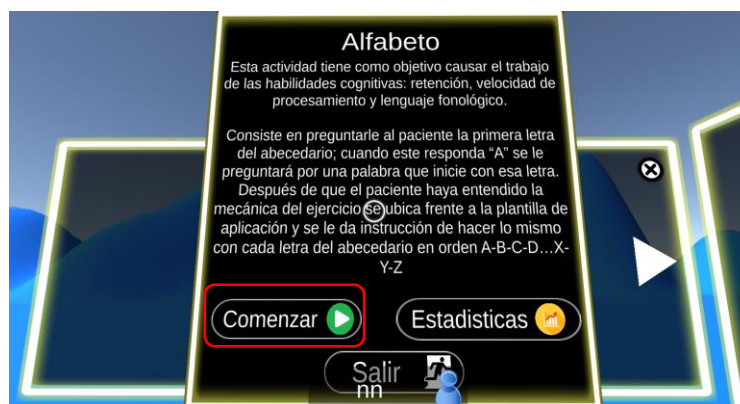 Alfabeto
Esta actividad tiene como objetivo causar el trabajo
de las habilidades cognitivas: retención, velocidad de
procesamiento y lenguaje fonológico.
Consiste en preguntarle al paciente la primera letra
del abecedario; cuando este responda “A” se le
preguntará por una palabra que inicie con esa letra.
Después de que el paciente haya entendido la
mecánica del ejercicio se ubica frente a la plantilla de
aplicación y se le da instrucción de hacer lo mismo
con cada letra del abecedario en orden A-B-C-D...X-
Y-Z
Comenzar
Estadisticas
Salir
nn